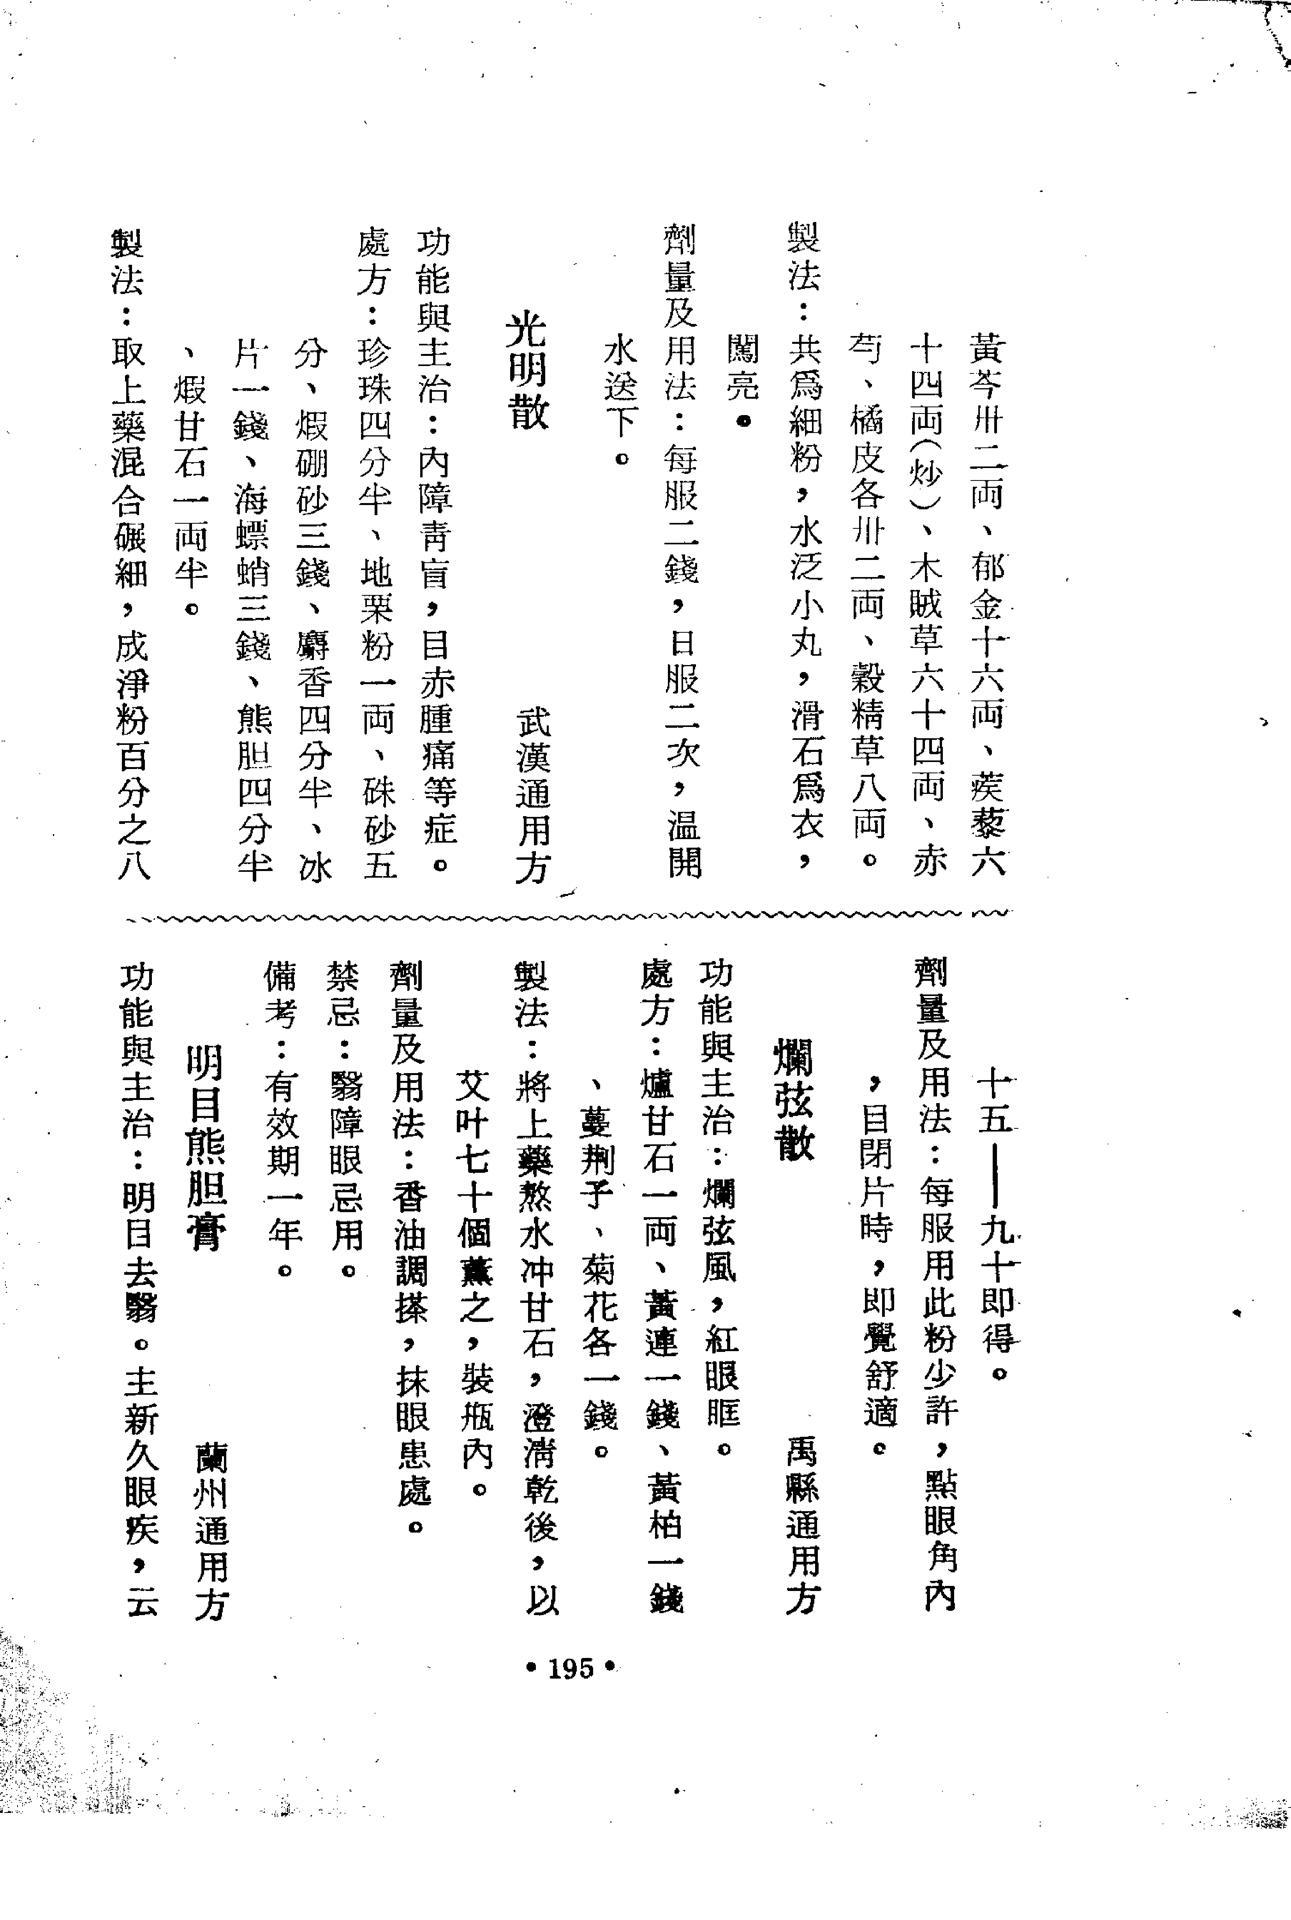 黃芩卅二両、郁金十六両、蒺藜六
十四両(炒)、木賊草六十四両、赤
芍、橘皮各卅二両、穀精草八両。
製法：共爲細粉，水泛小丸，滑石爲衣，
闖亮。
劑量及用法：每服二錢，日服二次，温開
水送下。
光明散　武漢通用方
功能與主治：內障靑盲，目赤腫痛等症。
處方：珍珠四分半、地栗粉一両、硃砂五
分、煆硼砂三錢、麝香四分半、冰
片一錢、海螵蛸三錢、熊胆四分半
、煆甘石一両半。
製法：取上藥混合碾細，成淨粉百分之八
十五——九十即得。
劑量及用法：每服用此粉少許，點眼角內
，目閉片時，即覺舒適。
爛弦散　禹縣通用方
功能與主治：爛弦風，紅眼眶。
處方：爐甘石一両、黃連一錢、黃柏一錢
、蔓荆子、菊花各一錢。
製法：將上藥熬水冲甘石，澄淸乾後，以
艾叶七十個薰之，裝瓶內。
劑量及用法：香油調搽，抹眼患處。
禁忌：翳障眼忌用。
備考：有效期一年。
明目熊胆膏　蘭州通用方
功能與主治：明目去翳。主新久眼疾，云
•195•